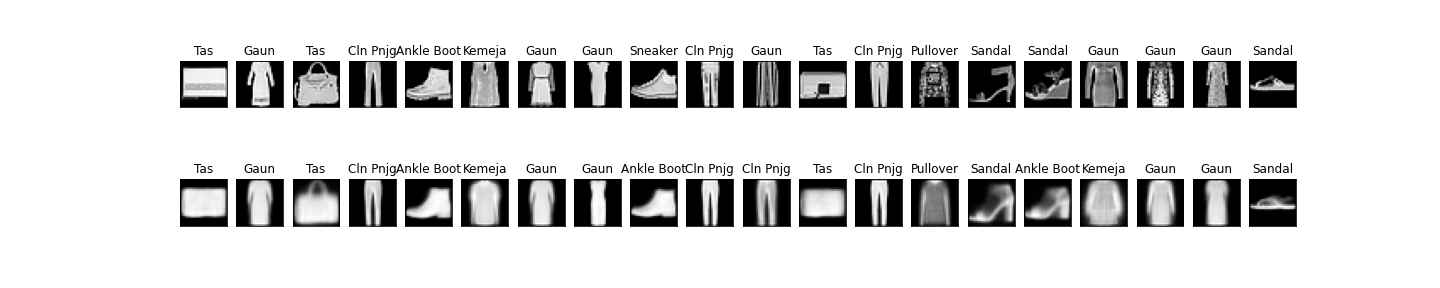 Tas Gaun Tas Cln Pnjg Ankle Boot Kemeja Gaun Gaun Sneaker Cln Pnjg Gaun Tas Cln Pnjg Pullover Sandal Sandal Gaun Gaun Gaun Sandal
Tas Gaun Tas Cln Pnjg Ankle Boot Kemeja Gaun Gaun Ankle Boot Cln Pnjg Cln Pnjg Tas Cln Pnjg Pullover Sandal Ankle Boot Kemeja Gaun Gaun Sandal